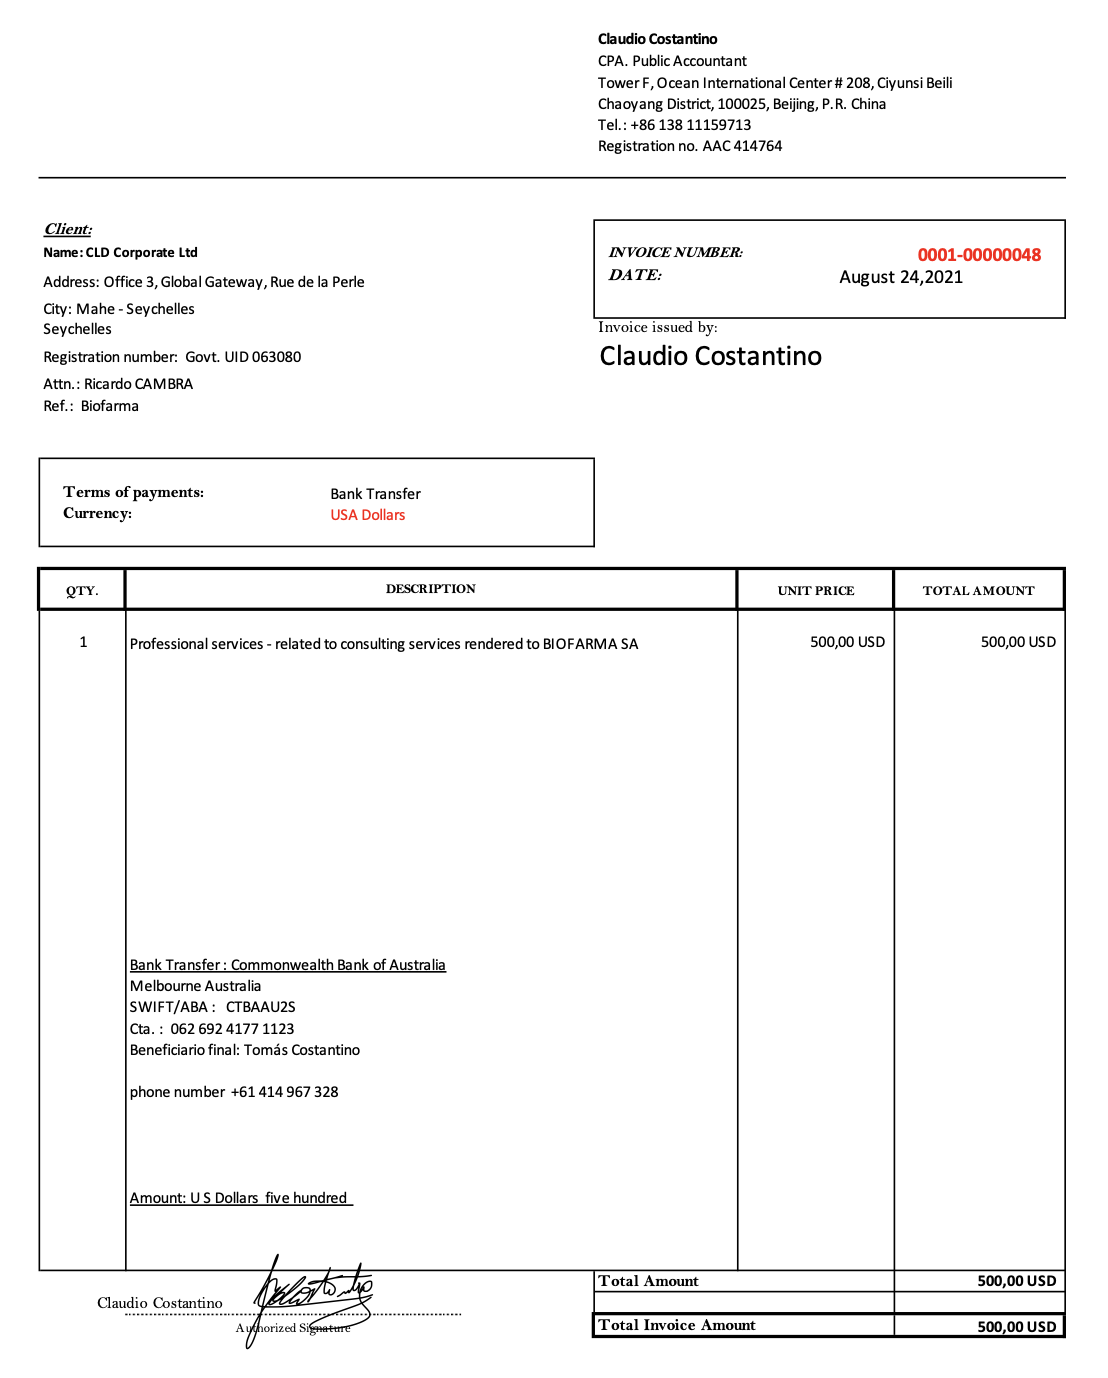 Claudio Costantino
CPA. Public Accountant
Tower F, Ocean International Center # 208, Ciyunsi Beili
Chaoyang District, 100025, Beijing, P.R. China
Tel.: +86 138 11159713
Registration no. AAC 414764
Client:
Name: CLD Corporate Ltd
Address: Office 3, Global Gateway, Rue de la Perle
City: Mahe - Seychelles
Seychelles
Registration number: Govt. UID 063080
Attn.: Ricardo CAMBRA
Ref.: Biofarma
INVOICE NUMBER: 0001-00000048
DATE: August 24,2021
Invoice issued by:
Claudio Costantino
Terms of payments: Bank Transfer
Currency: USA Dollars
QTY. DESCRIPTION UNIT PRICE TOTAL AMOUNT
1 Professional services - related to consulting services rendered to BIOFARMA SA 500,00 USD 500,00 USD
Bank Transfer : Commonwealth Bank of Australia
Melbourne Australia
SWIFT/ABA : CTBAAU2S
Cta. : 062 692 4177 1123
Beneficiario final: Tomás Costantino
phone number +61 414 967 328
Amount: U S Dollars five hundred
Total Amount 500,00 USD
Claudio Costantino
Authorized Signature
Total Invoice Amount 500,00 USD